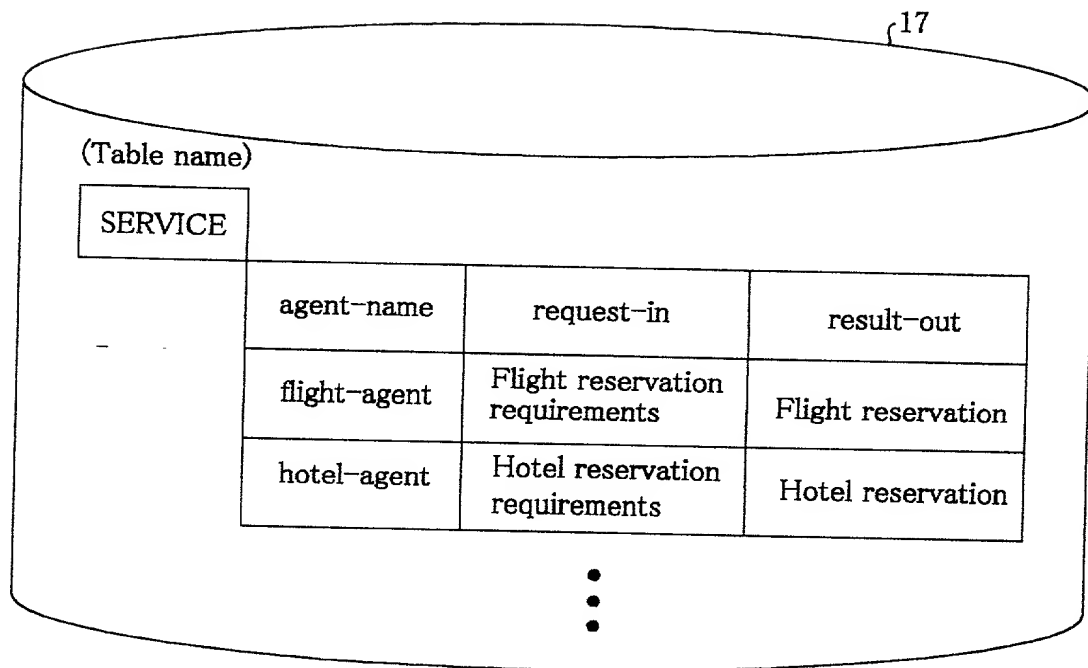 17
(Table name)
SERVICE
agent-name request-in result-out
flight-agent Flight reservation requirements Flight reservation
hotel-agent Hotel reservation requirements Hotel reservation